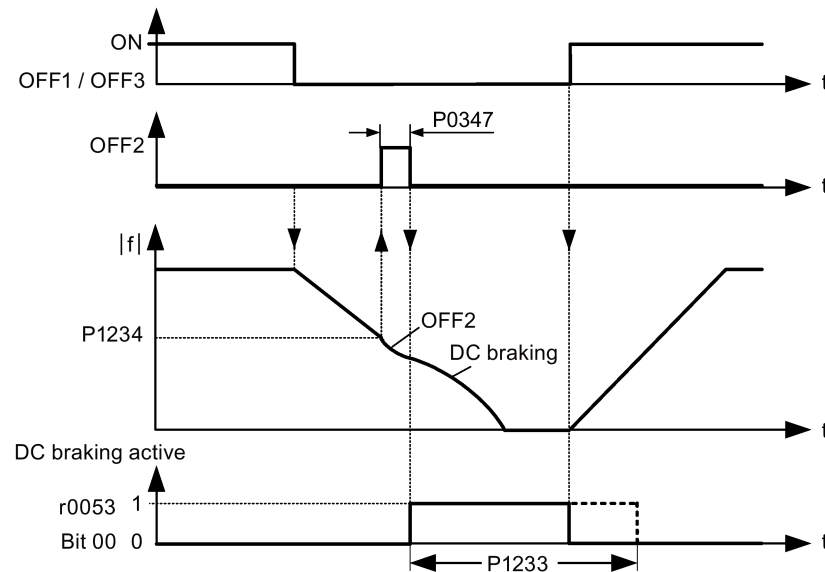 ON
OFF1 / OFF3
t
P0347
OFF2
t
|f|
P1234
OFF2
DC braking
t
DC braking active
r0053 1
Bit 00 0
t
P1233